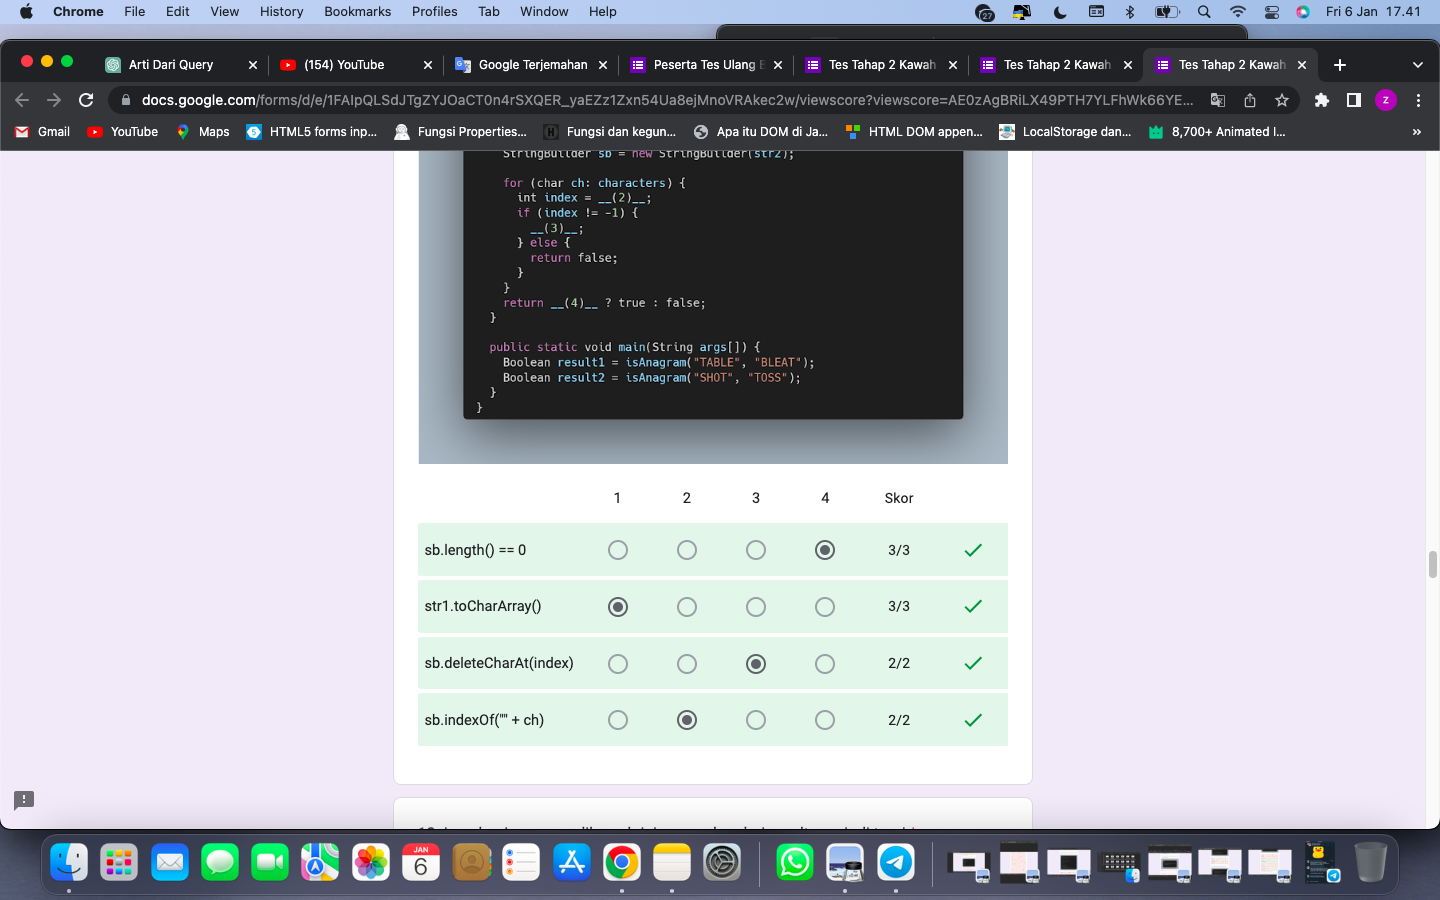 Chrome File Edit View History Bookmarks Profiles Tab Window Help 27 Fri 6 Jan 17.41
Arti Dari Query (154) YouTube Google Terjemahan Peserta Tes Ulang Tes Tahap 2 Kawah Tes Tahap 2 Kawah Tes Tahap 2 Kawah
docs.google.com/forms/d/e/1FAIpQLSdJTgZYJOaCT0n4rSXQER_yaEZz1Zxn54Ua8ejMnoVRAkec2w/viewscore?viewscore=AE0zAgBRiLX49PTH7YLFhWk66YE... Z
Gmail YouTube Maps HTML5 forms inp... Fungsi Properties... Fungsi dan kegun... Apa itu DOM di Ja... HTML DOM appen... LocalStorage dan... 8,700+ Animated I... »
StringBuilder sb = new StringBuilder(str2);
for (char ch: characters) {
int index = __(2)__;
if (index != -1) {
__(3)__;
} else {
return false;
}
}
return __(4)__ ? true : false;
}
public static void main(String args[]) {
Boolean result1 = isAnagram("TABLE", "BLEAT");
Boolean result2 = isAnagram("SHOT", "TOSS");
}
}
1 2 3 4 Skor
sb.length() == 0 3/3
str1.toCharArray() 3/3
sb.deleteCharAt(index) 2/2
sb.indexOf("" + ch) 2/2
JAN
6